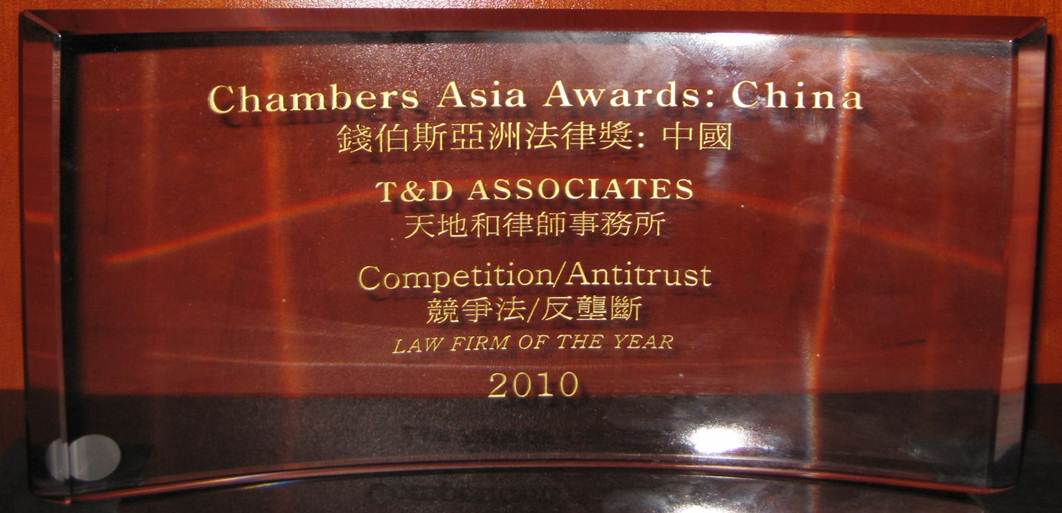 Chambers Asia Awards: China
錢伯斯亞洲法律獎: 中國
T&D ASSOCIATES
天地和律師事務所
Competition/Antitrust
競爭法/反壟斷
LAW FIRM OF THE YEAR
2010